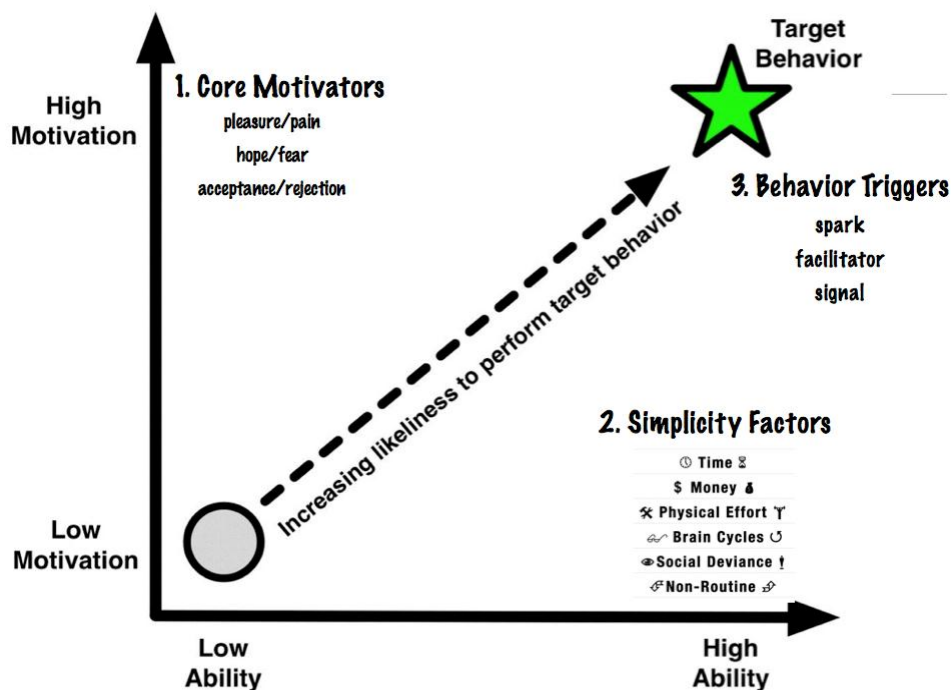 Target
Behavior
1. Core Motivators
pleasure/pain
hope/fear
acceptance/rejection
High
Motivation
3. Behavior Triggers
spark
facilitator
signal
Increasing likeliness to perform target behavior
2. Simplicity Factors
Time
$ Money
Physical Effort
Brain Cycles
Social Deviance
Non-Routine
Low
Motivation
Low
Ability
High
Ability